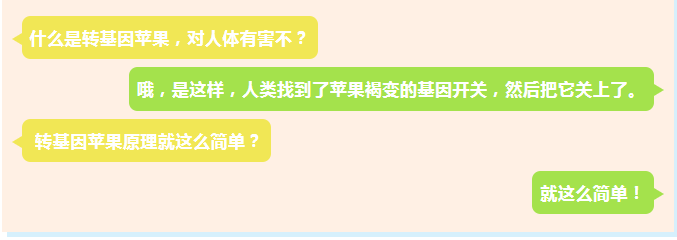 什么是转基因苹果，对人体有害不？
哦，是这样，人类找到了苹果褐变的基因开关，然后把它关上了。
转基因苹果原理就这么简单？
就这么简单！